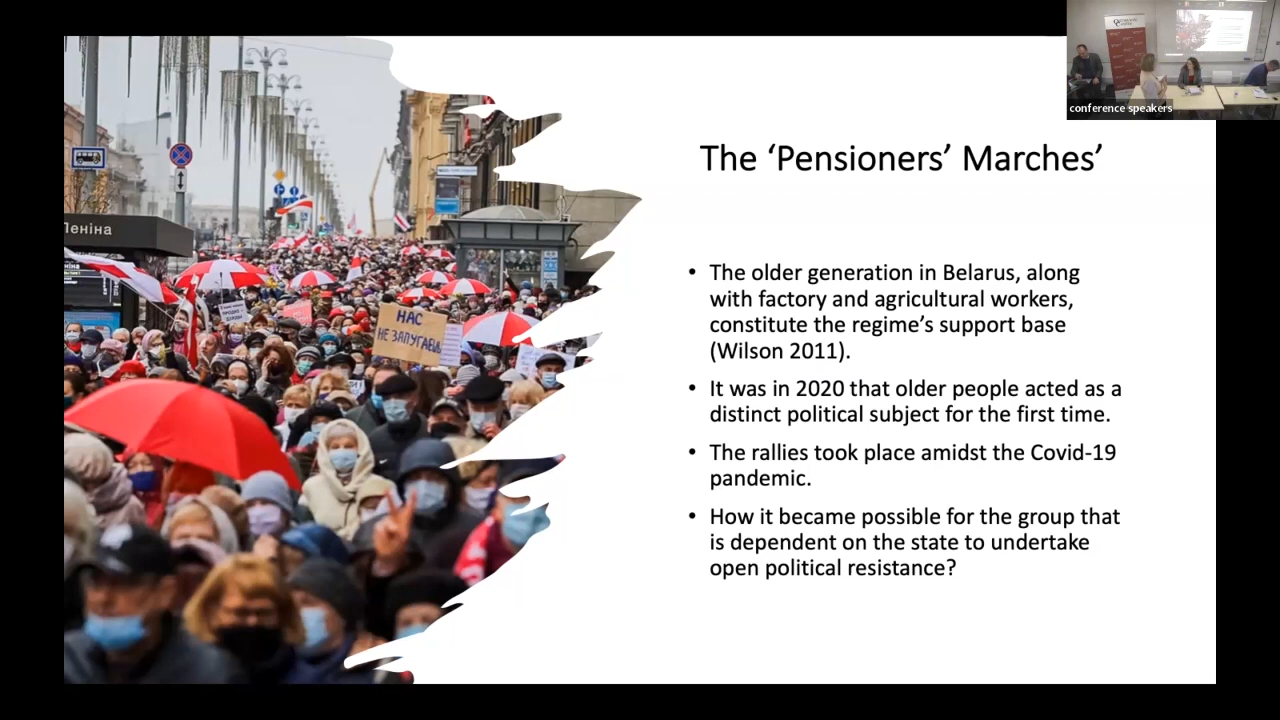 conference speakers
The ‘Pensioners’ Marches’
• The older generation in Belarus, along
with factory and agricultural workers,
constitute the regime’s support base
(Wilson 2011).
• It was in 2020 that older people acted as a
distinct political subject for the first time.
• The rallies took place amidst the Covid-19
pandemic.
• How it became possible for the group that
is dependent on the state to undertake
open political resistance?
Леніна
НАС
НЕ ЗАПУГАЕШЬ